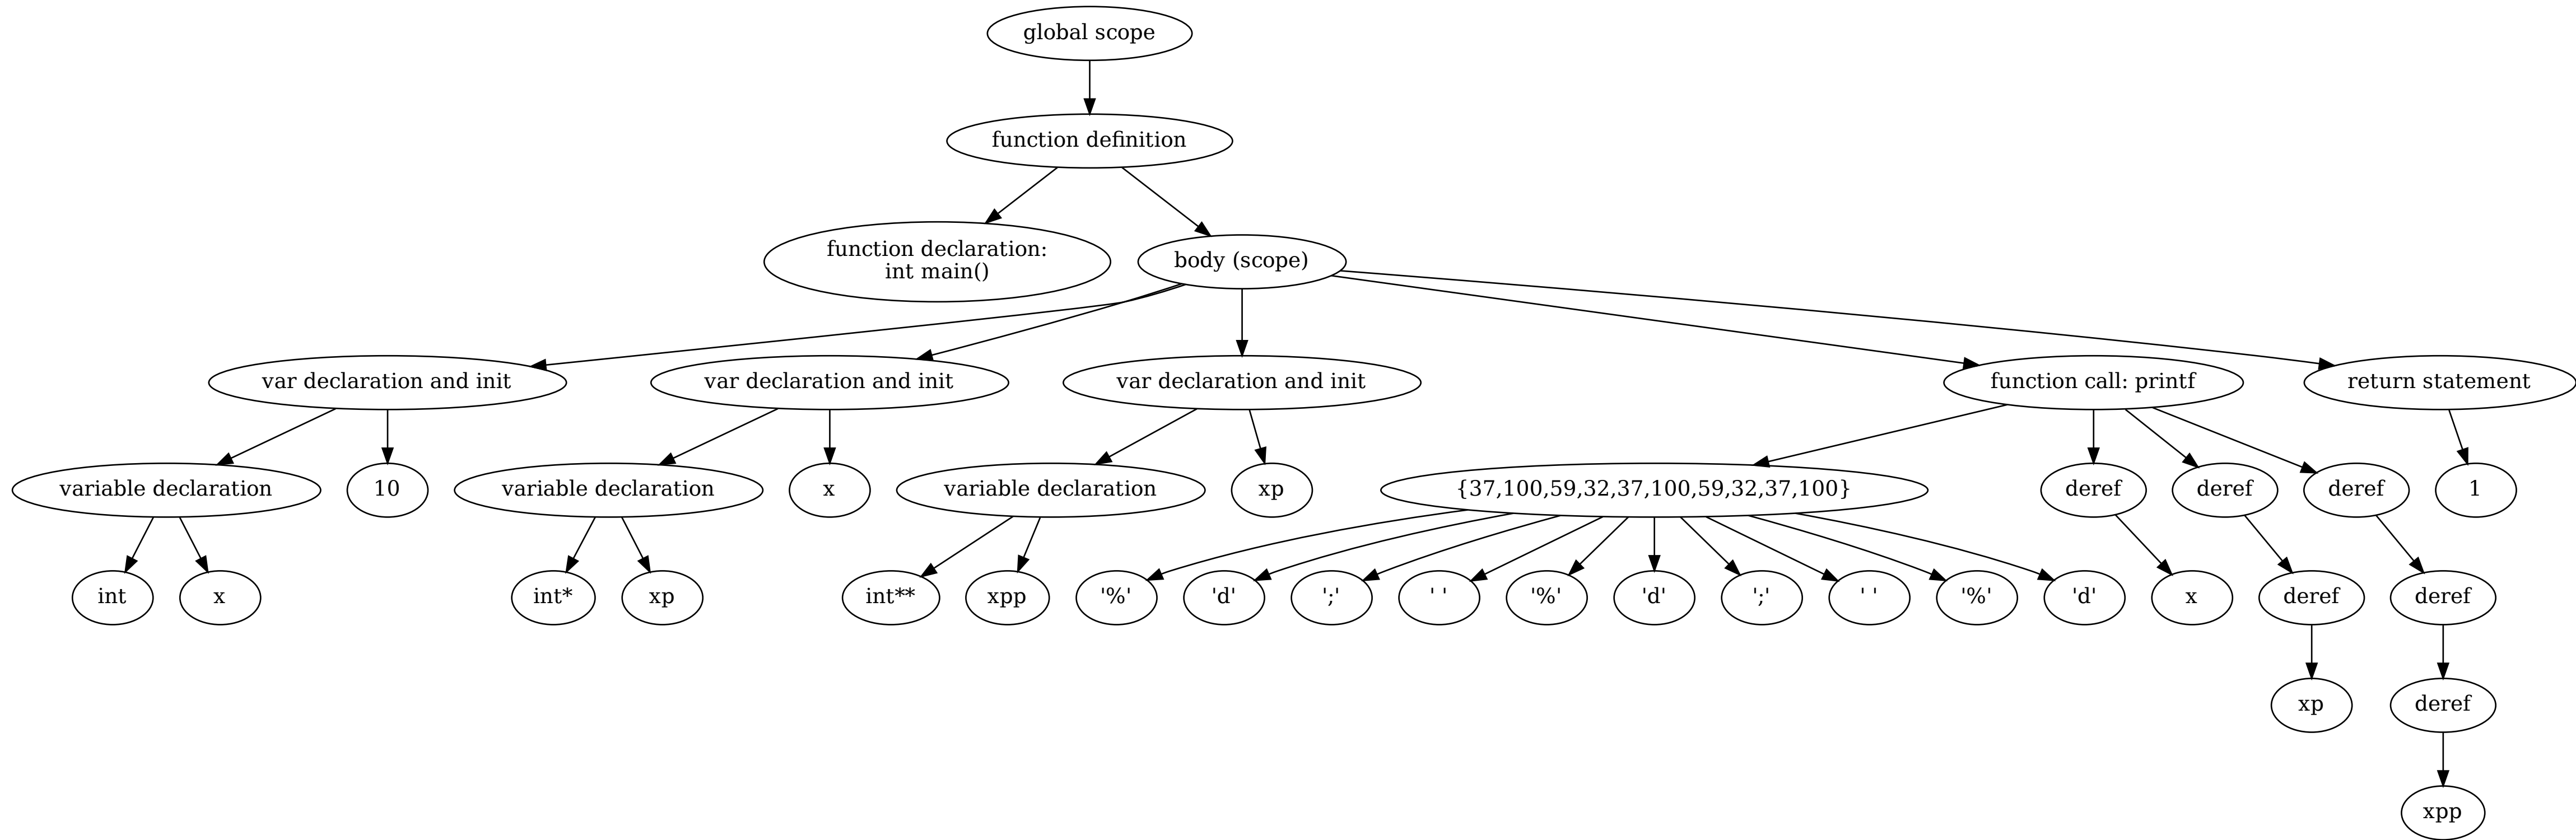 global scope
function definition
function declaration:
int main()
body (scope)
var declaration and init
var declaration and init
var declaration and init
function call: printf
return statement
variable declaration
10
variable declaration
x
variable declaration
xp
{37,100,59,32,37,100,59,32,37,100}
deref
deref
deref
1
int
x
int*
xp
int**
xpp
'%'
'd'
';'
' '
'%'
'd'
';'
' '
'%'
'd'
x
deref
deref
xp
deref
xpp